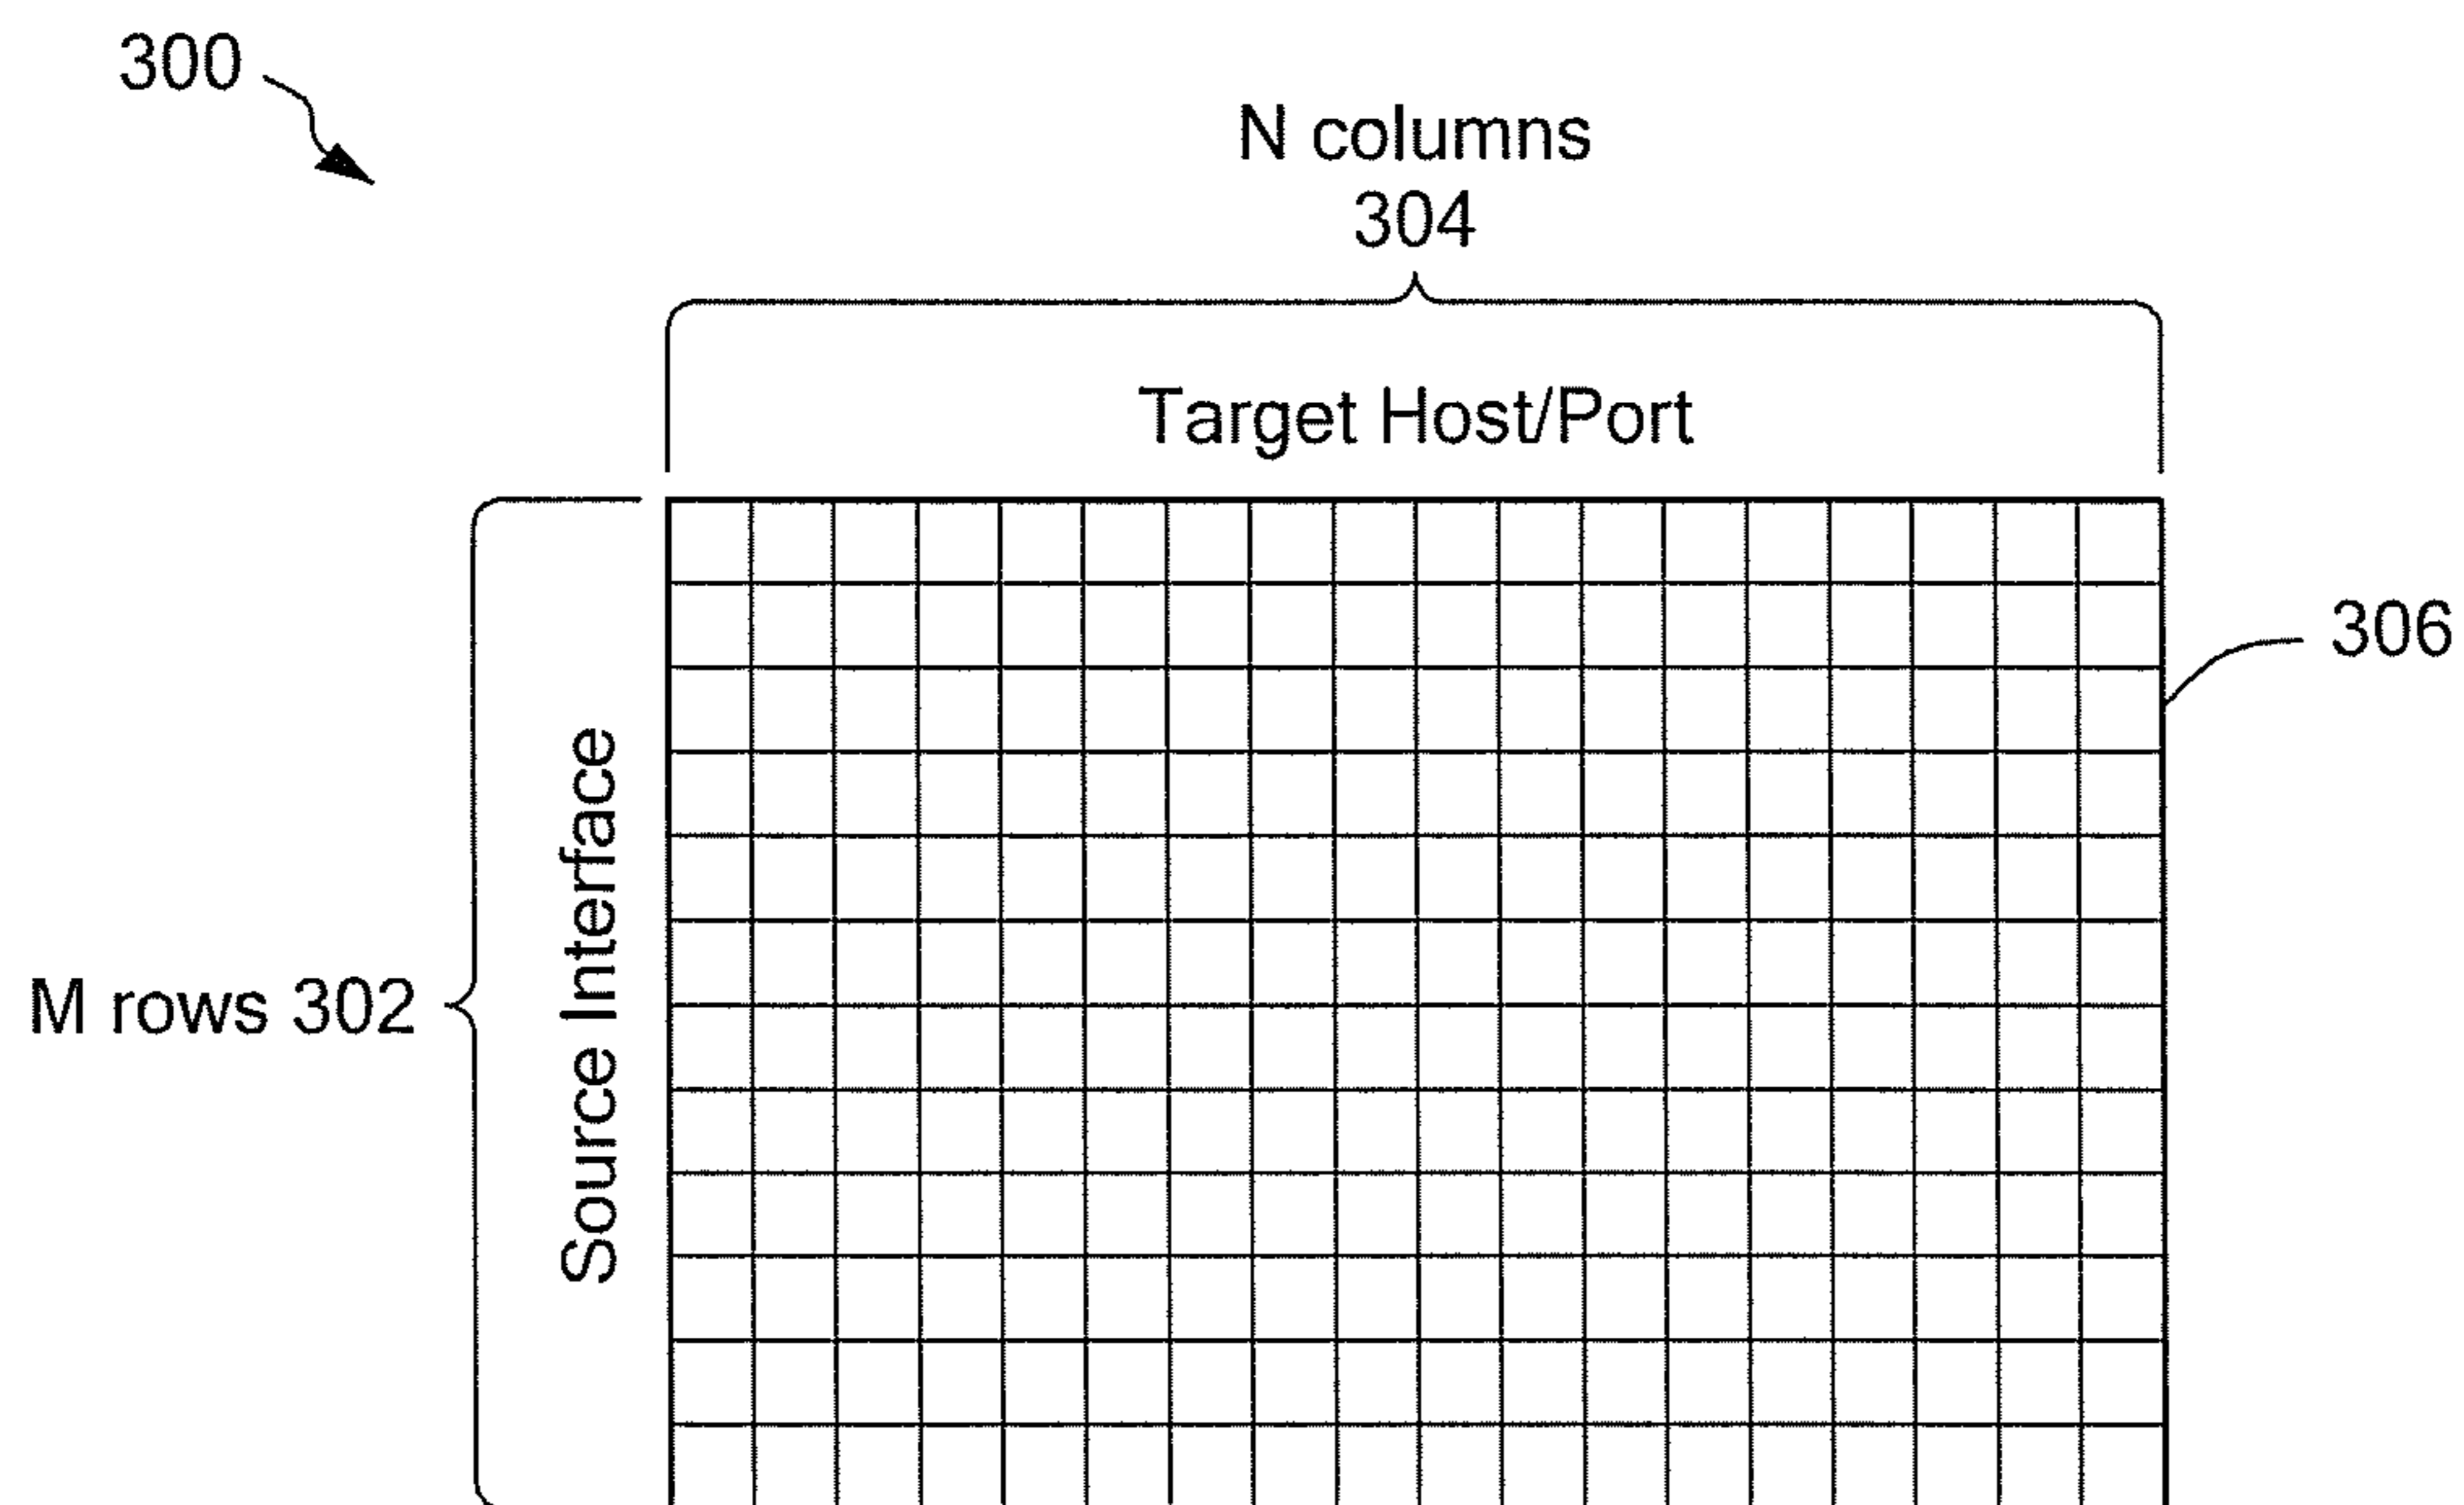 300
N columns
304
Target Host/Port
306
Source Interface
M rows 302